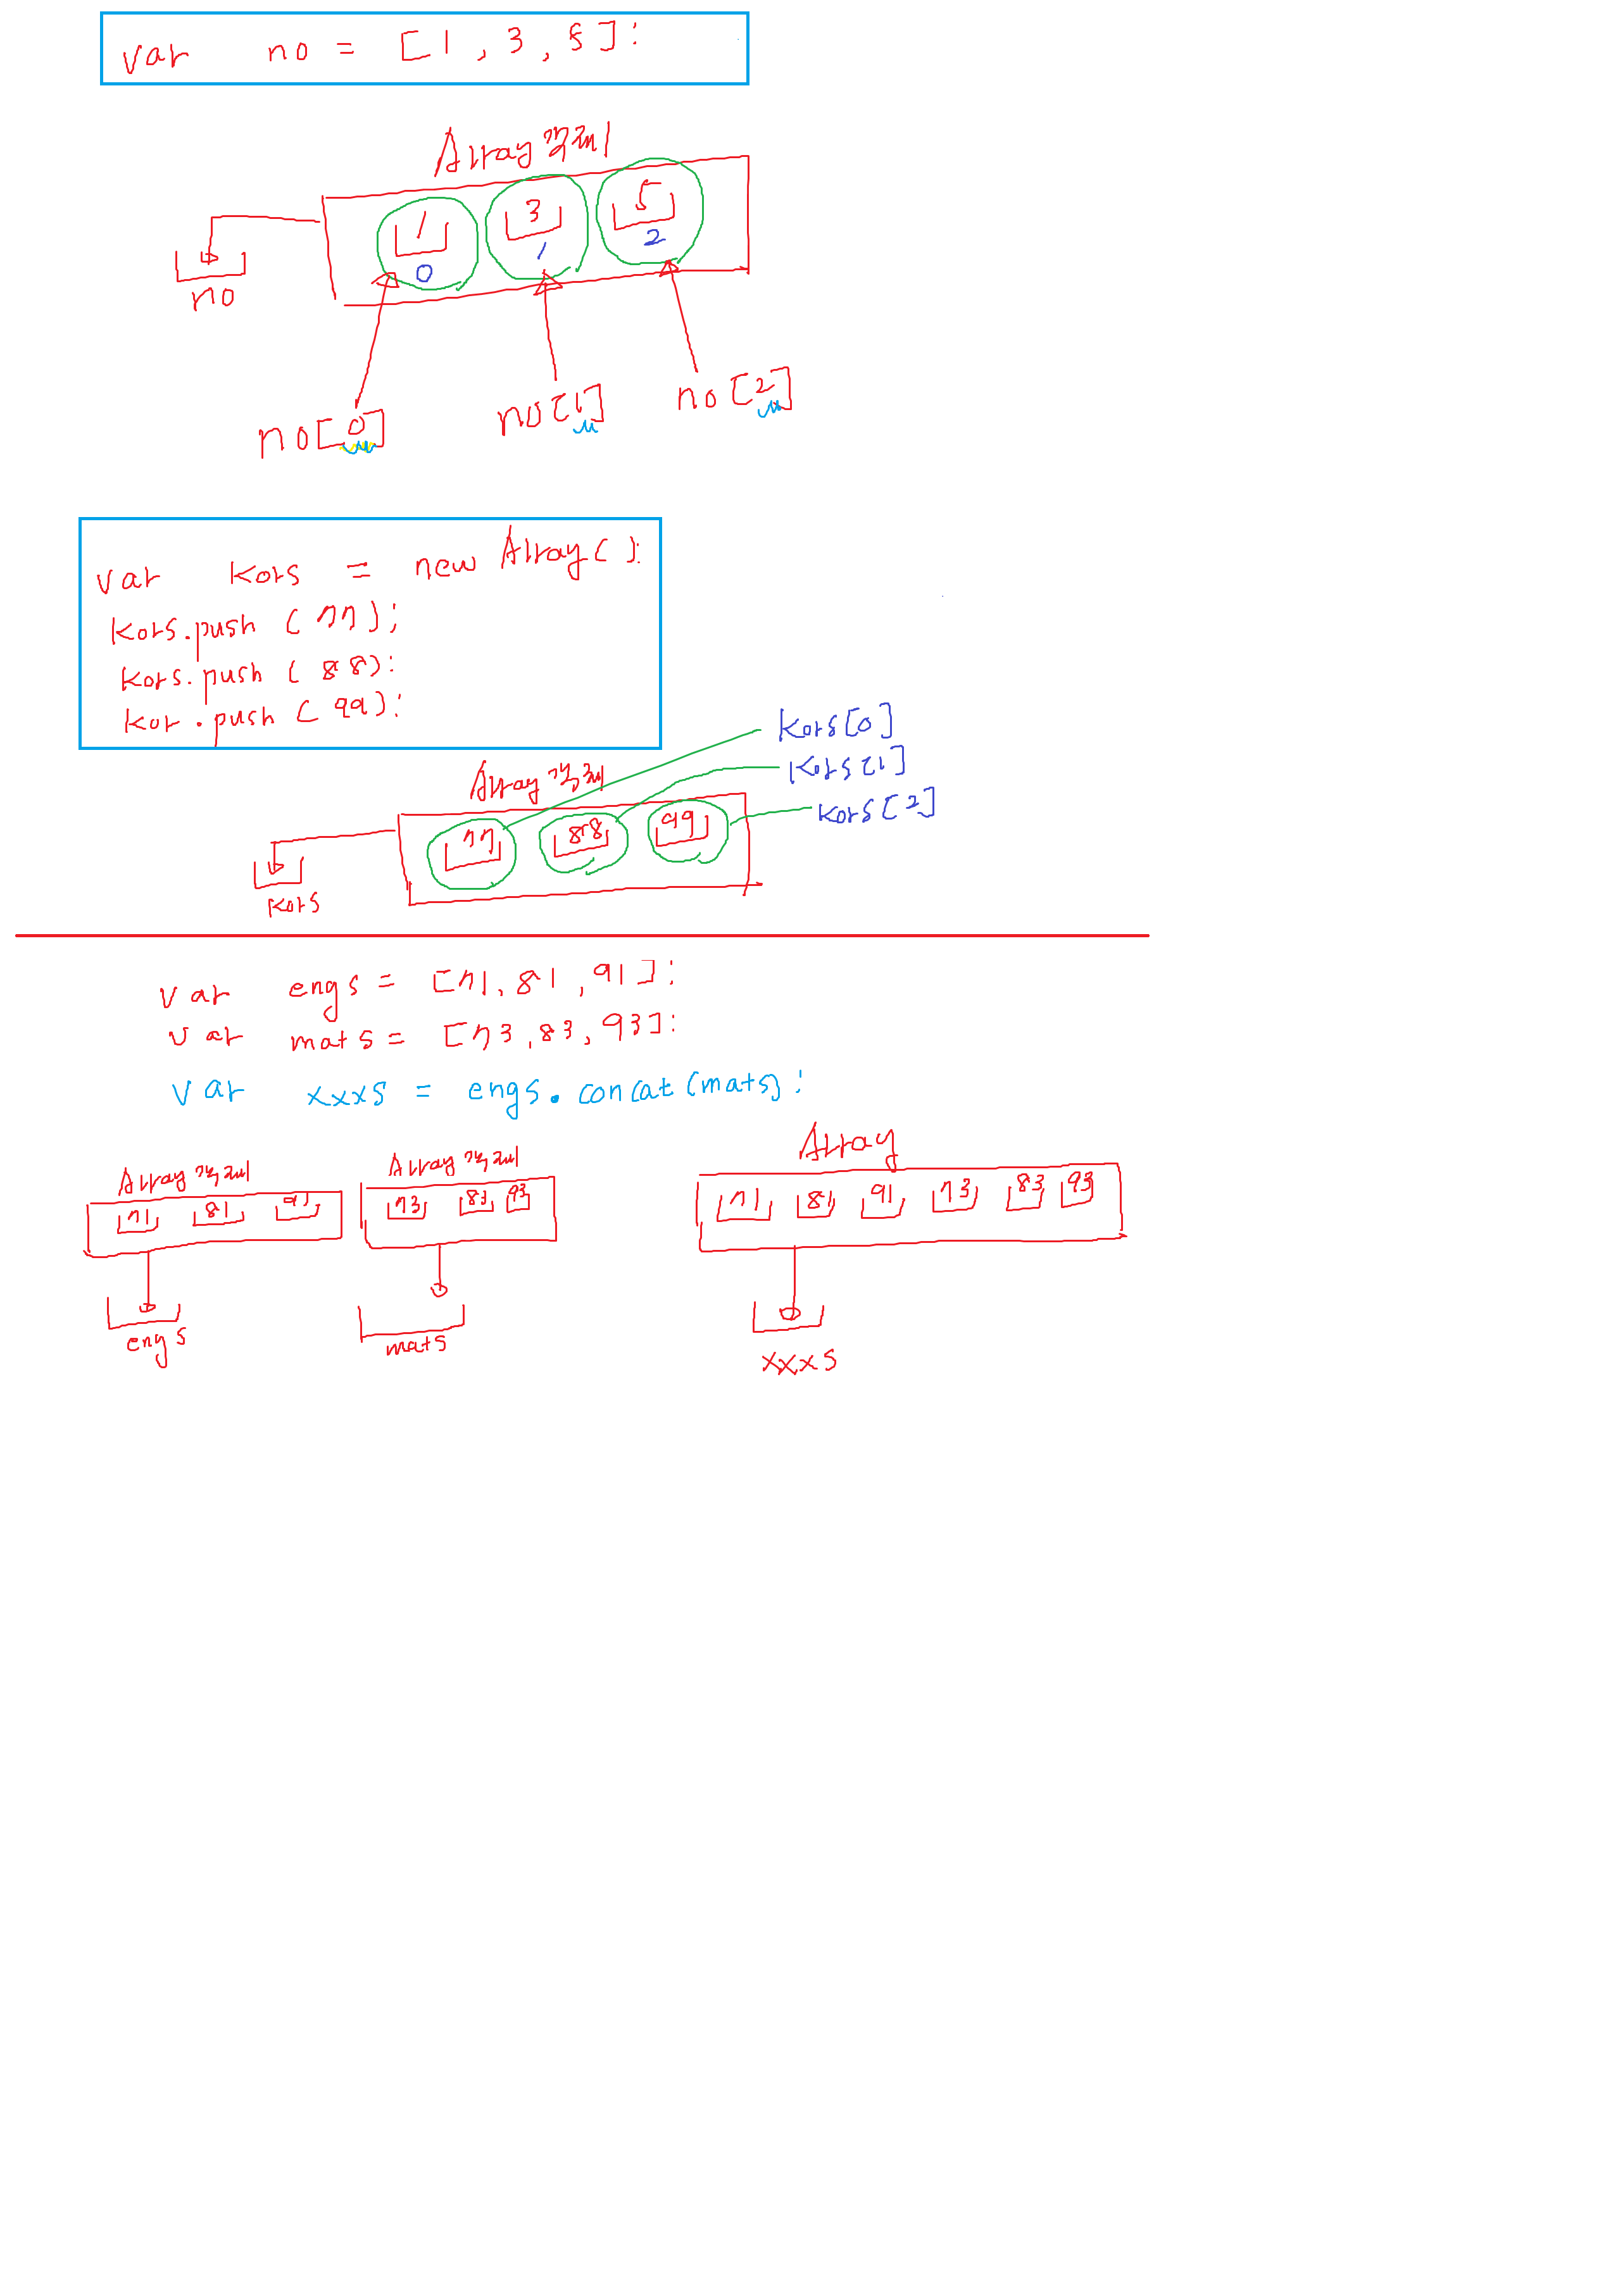 var no = [1, 3, 5];
Array 객체
1 3 5
0 1 2
no
no[0] no[1] no[2]
var kors = new Array();
kors.push(77);
kors.push(88);
kor.push(99);
kors[0]
kors[1]
kors[2]
Array 객체
77 88 99
kors
var engs = [71, 81, 91];
var mats = [73, 83, 93];
var xxxs = engs.concat(mats);
Array 객체 Array 객체 Array
71 81 91 73 83 93 71 81 91 73 83 93
engs mats xxxs